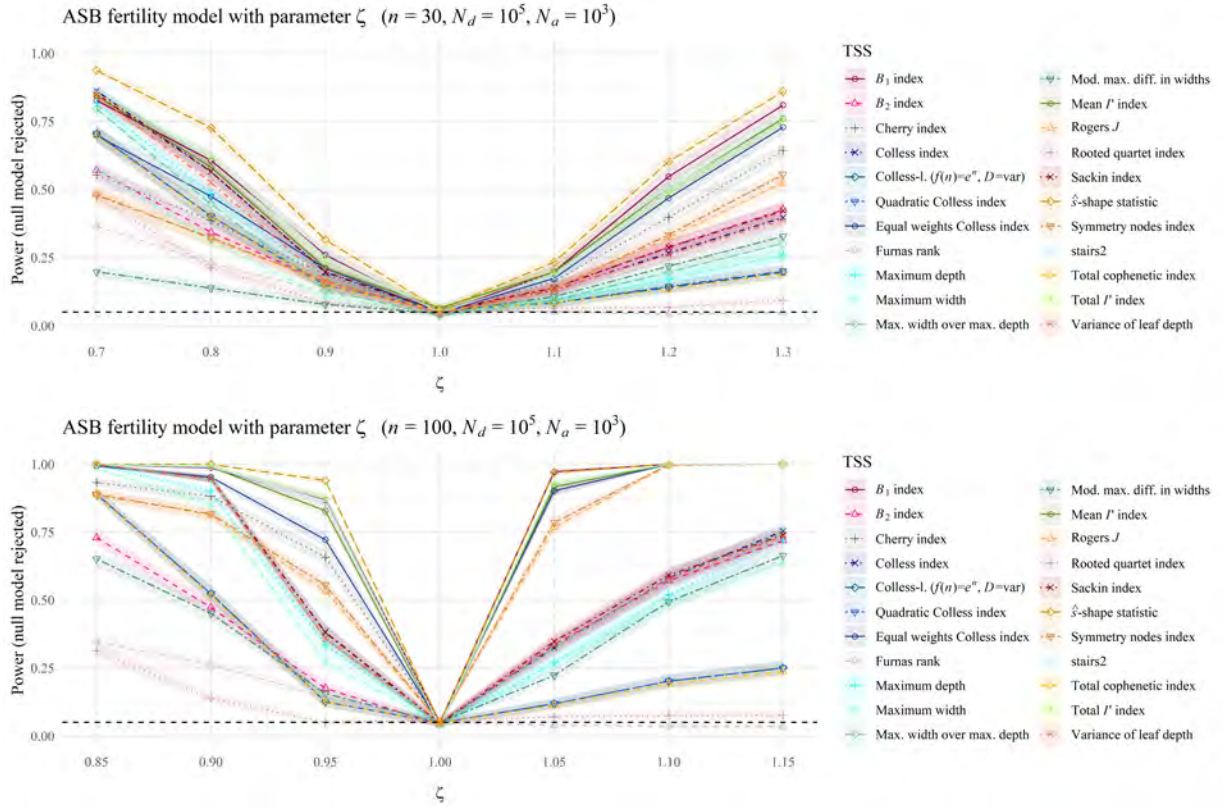 ASB fertility model with parameter ζ (n = 30, N_d = 10^5, N_a = 10^3)
1.00
0.75
0.50
0.25
0.00
Power (null model rejected)
0.7 0.8 0.9 1.0 1.1 1.2 1.3
ζ
TSS
B_1 index
B_2 index
Cherry index
Colless index
Colless-l. (f(n)=e^n, D=var)
Quadratic Colless index
Equal weights Colless index
Furnas rank
Maximum depth
Maximum width
Max. width over max. depth
Mod. max. diff. in widths
Mean I' index
Rogers J
Rooted quartet index
Sackin index
ŝ-shape statistic
Symmetry nodes index
stairs2
Total cophenetic index
Total I' index
Variance of leaf depth
ASB fertility model with parameter ζ (n = 100, N_d = 10^5, N_a = 10^3)
1.00
0.75
0.50
0.25
0.00
Power (null model rejected)
0.85 0.90 0.95 1.00 1.05 1.10 1.15
ζ
TSS
B_1 index
B_2 index
Cherry index
Colless index
Colless-l. (f(n)=e^n, D=var)
Quadratic Colless index
Equal weights Colless index
Furnas rank
Maximum depth
Maximum width
Max. width over max. depth
Mod. max. diff. in widths
Mean I' index
Rogers J
Rooted quartet index
Sackin index
ŝ-shape statistic
Symmetry nodes index
stairs2
Total cophenetic index
Total I' index
Variance of leaf depth